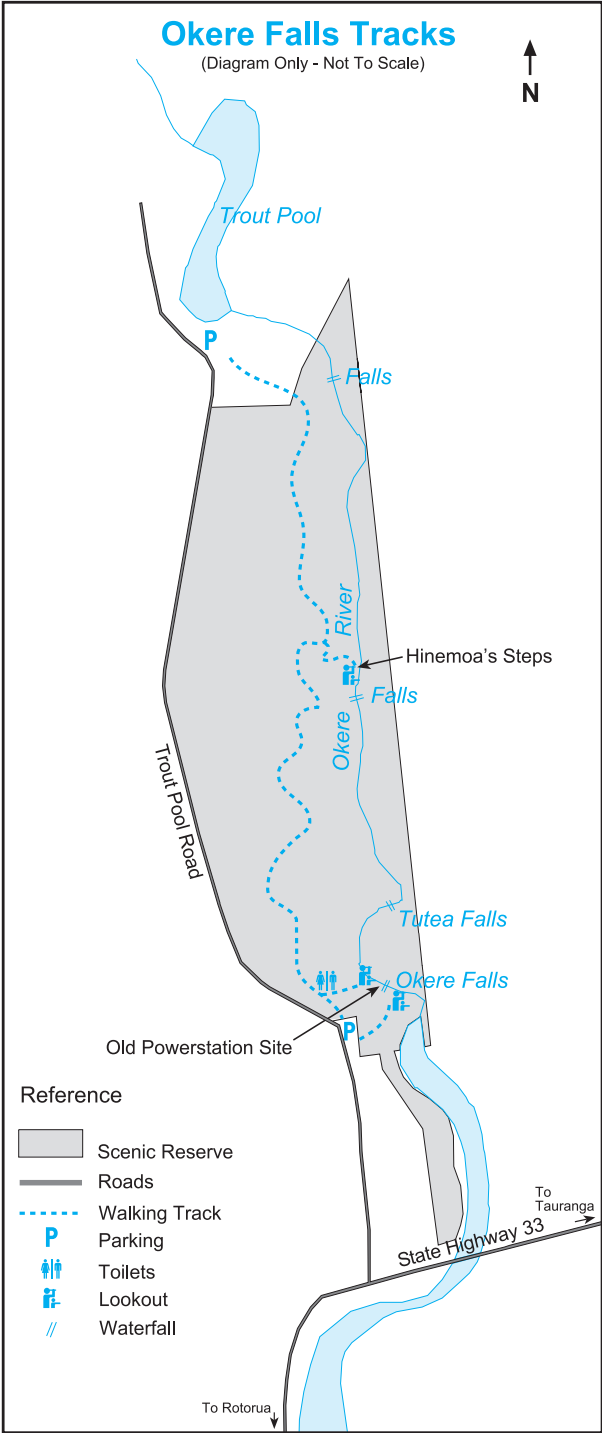 Okere Falls Tracks
(Diagram Only - Not To Scale)
N
Trout Pool
P
Falls
River
Hinemoa's Steps
Falls
Okere
Trout Pool Road
Tutea Falls
Okere Falls
P
Old Powerstation Site
Reference
Scenic Reserve
Roads
Walking Track
P Parking
Toilets
Lookout
Waterfall
To
Tauranga
State Highway 33
To Rotorua